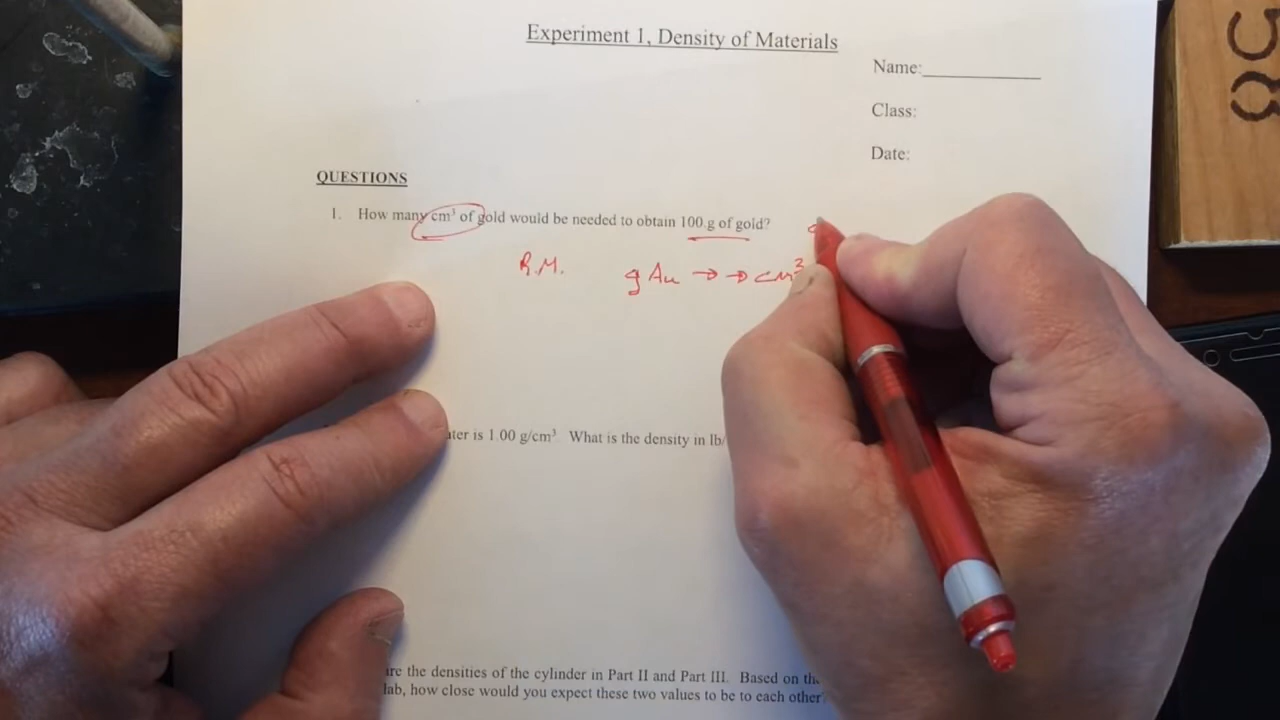 Experiment 1, Density of Materials
Name:
Class:
Date:
QUESTIONS
1. How many cm³ of gold would be needed to obtain 100.g of gold?
R.M. g Au → → cm³
is 1.00 g/cm³ What is the density in lb/
the densities of the cylinder in Part II and Part III. Based on
lab, how close would you expect these two values to be to each other